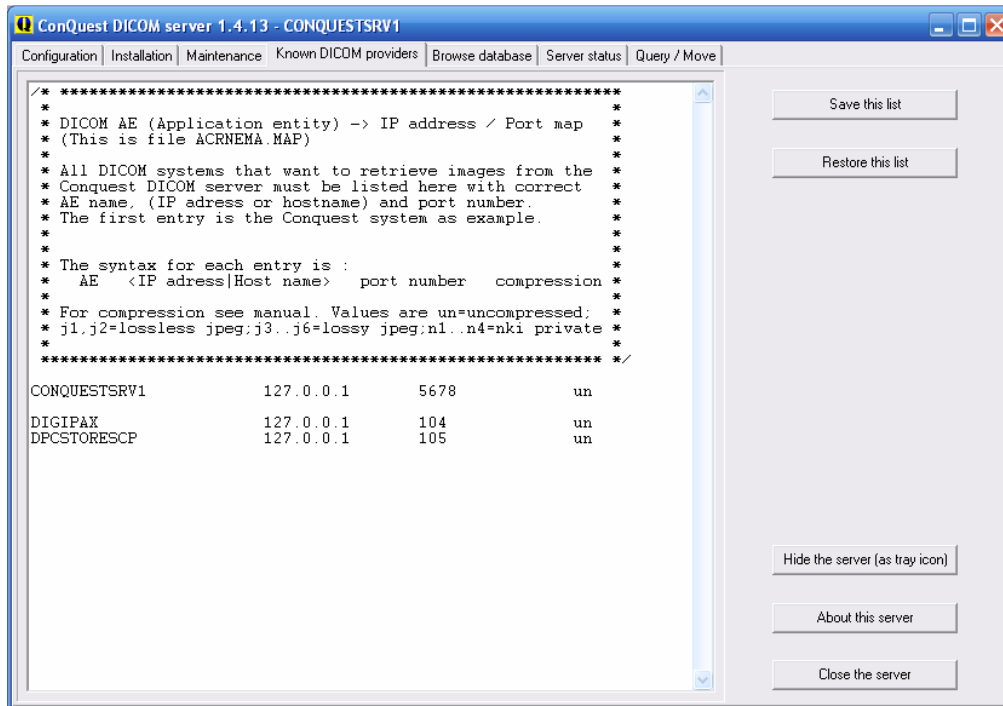 ConQuest DICOM server 1.4.13 - CONQUESTSRV1
Configuration Installation Maintenance Known DICOM providers Browse database Server status Query / Move
/* **********************************************************
* *
* DICOM AE (Application entity) -> IP address / Port map *
* (This is file ACRNEMA.MAP) *
* *
* All DICOM systems that want to retrieve images from the *
* Conquest DICOM server must be listed here with correct *
* AE name, (IP adress or hostname) and port number. *
* The first entry is the Conquest system as example. *
* *
* *
* The syntax for each entry is : *
* AE <IP adress|Host name> port number compression *
* *
* For compression see manual. Values are un=uncompressed; *
* j1,j2=lossless jpeg;j3..j6=lossy jpeg;n1..n4=nki private *
* *
********************************************************** */
CONQUESTSRV1 127.0.0.1 5678 un
DIGIPAX 127.0.0.1 104 un
DPCSTORESCP 127.0.0.1 105 un
Save this list
Restore this list
Hide the server (as tray icon)
About this server
Close the server